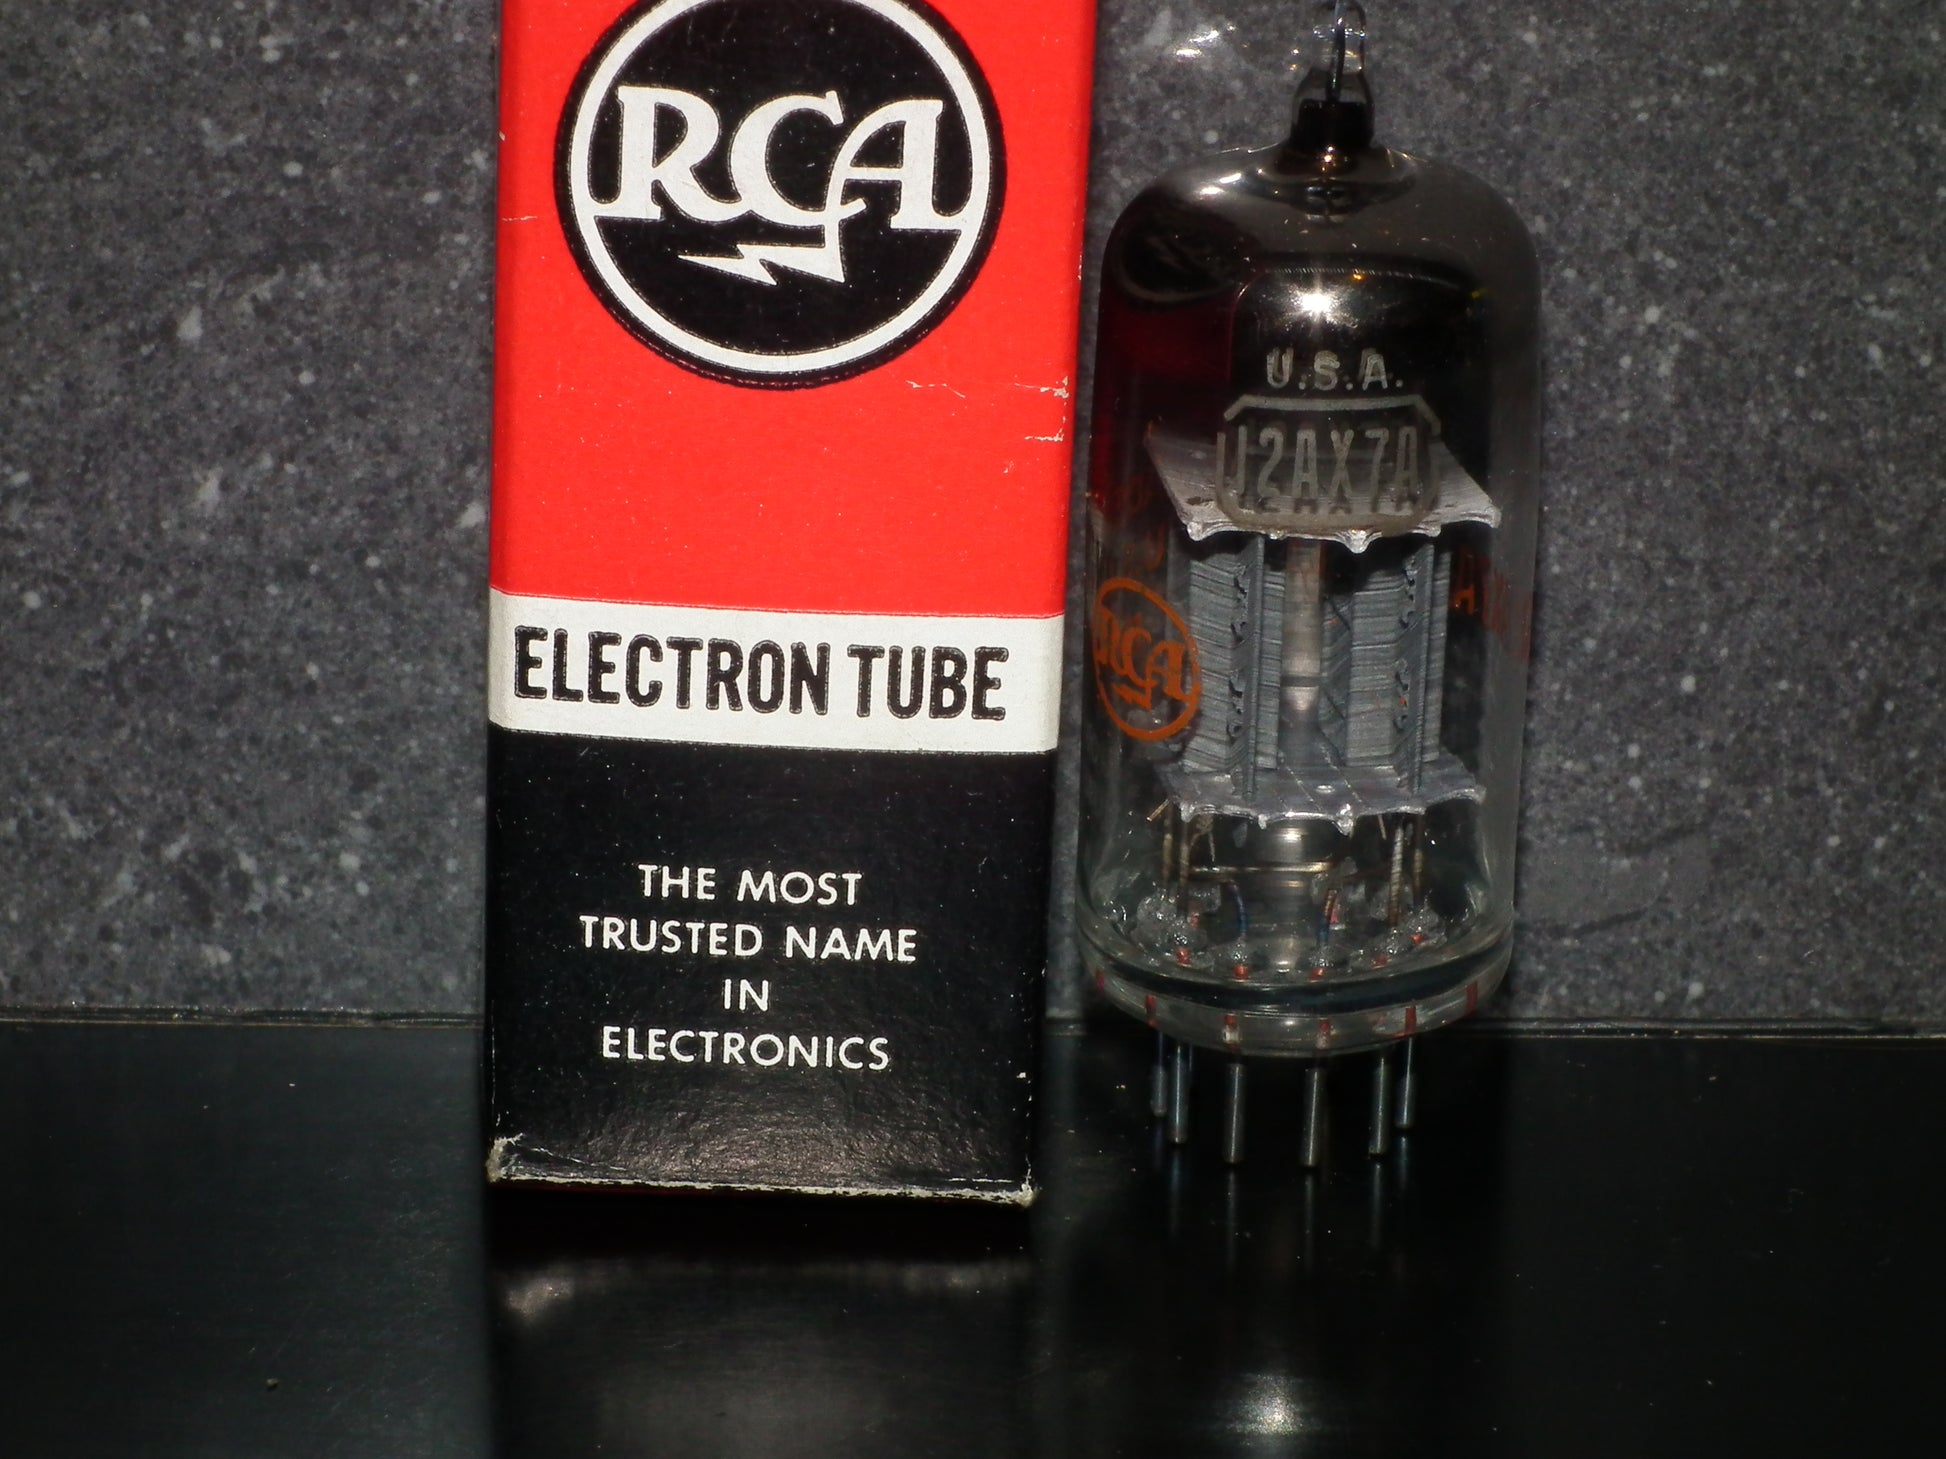 RCA
ELECTRON TUBE
THE MOST
TRUSTED NAME
IN
ELECTRONICS
U.S.A.
12AX7A
RCA